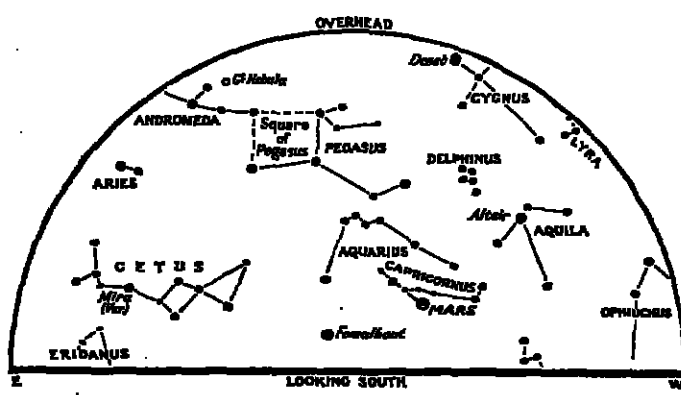 OVERHEAD
Gt Nebula
ANDROMEDA
Square
of
Pegasus
PEGASUS
Deneb
CYGNUS
LYRA
ARIES
DELPHINUS
Altair
AQUILA
CETUS
Mira
(Var.)
AQUARIUS
CAPRICORNUS
MARS
OPHIUCHUS
ERIDANUS
Fomalhaut
E
LOOKING SOUTH
W